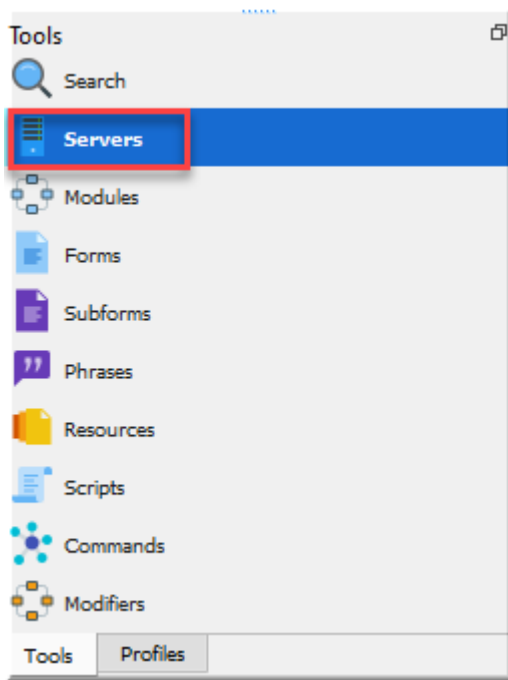 Tools
Search
Servers
Modules
Forms
Subforms
Phrases
Resources
Scripts
Commands
Modifiers
Tools Profiles